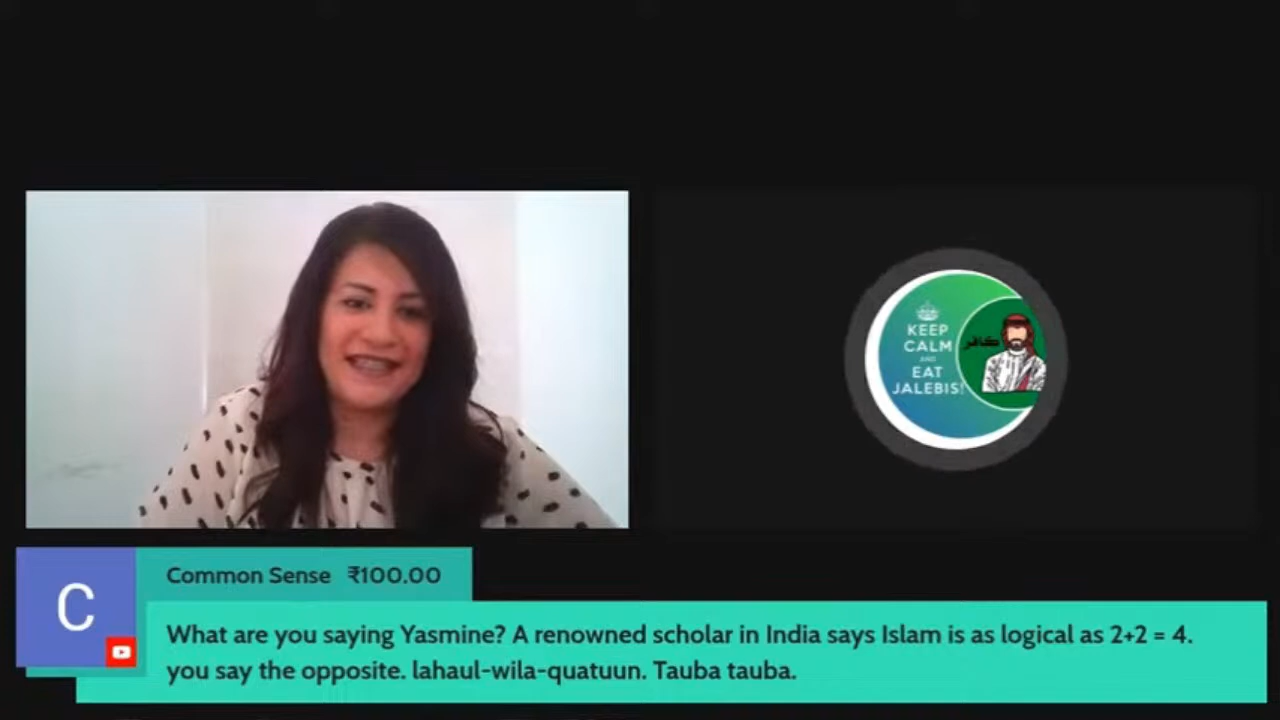 KEEP
CALM
AND
EAT
JALEBIS!
كافر
C
Common Sense ₹100.00
What are you saying Yasmine? A renowned scholar in India says Islam is as logical as 2+2 = 4.
you say the opposite. lahaul-wila-quatuun. Tauba tauba.